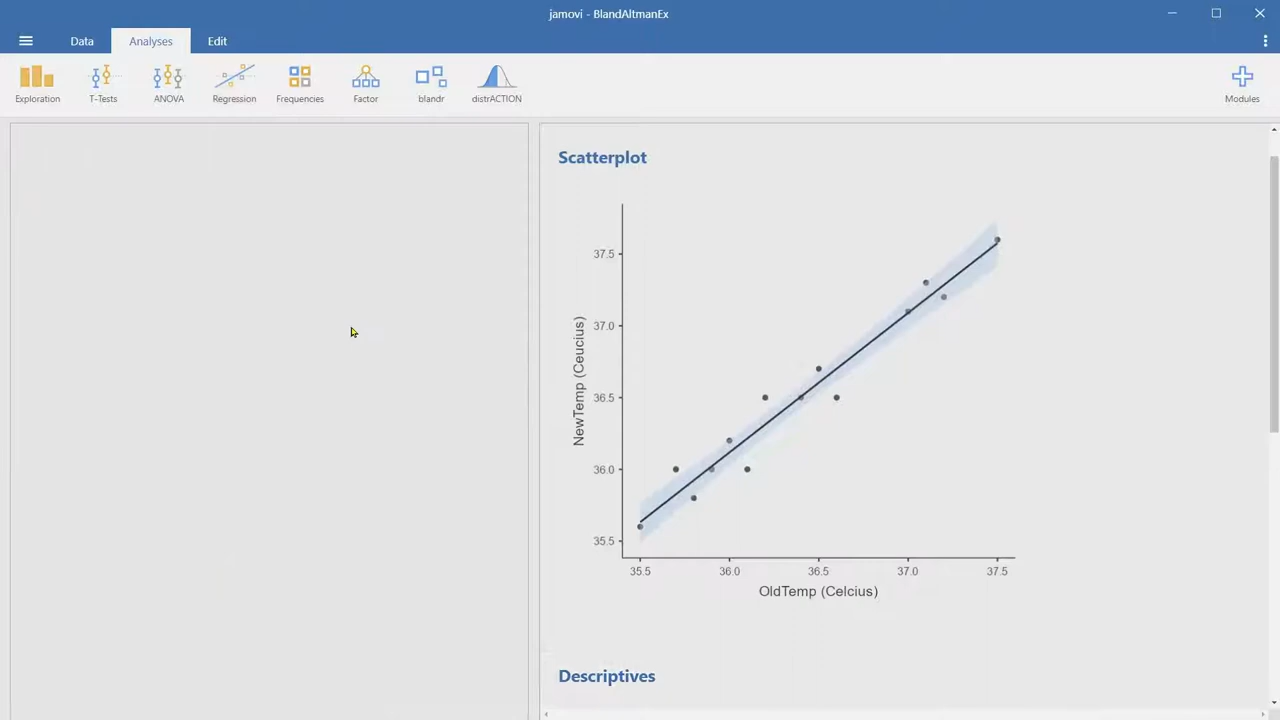 jamovi - BlandAltmanEx
Data
Analyses
Edit
Exploration
T-Tests
ANOVA
Regression
Frequencies
Factor
blandr
distrACTION
Modules
Scatterplot
NewTemp (Ceucius)
37.5
37.0
36.5
36.0
35.5
35.5 36.0 36.5 37.0 37.5
OldTemp (Celcius)
Descriptives